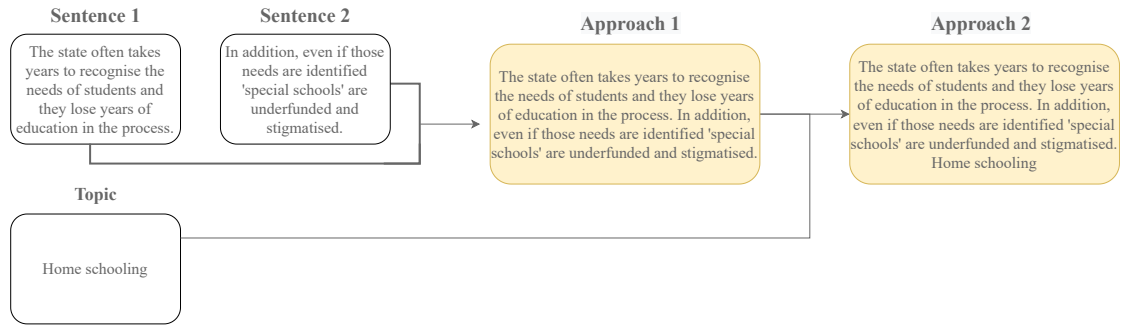 Sentence 1
The state often takes
years to recognise the
needs of students and
they lose years of
education in the process.
Sentence 2
In addition, even if those
needs are identified
'special schools' are
underfunded and
stigmatised.
Approach 1
The state often takes years to recognise
the needs of students and they lose years
of education in the process. In addition,
even if those needs are identified 'special
schools' are underfunded and stigmatised.
Approach 2
The state often takes years to recognise
the needs of students and they lose years
of education in the process. In addition,
even if those needs are identified 'special
schools' are underfunded and stigmatised.
Home schooling
Topic
Home schooling